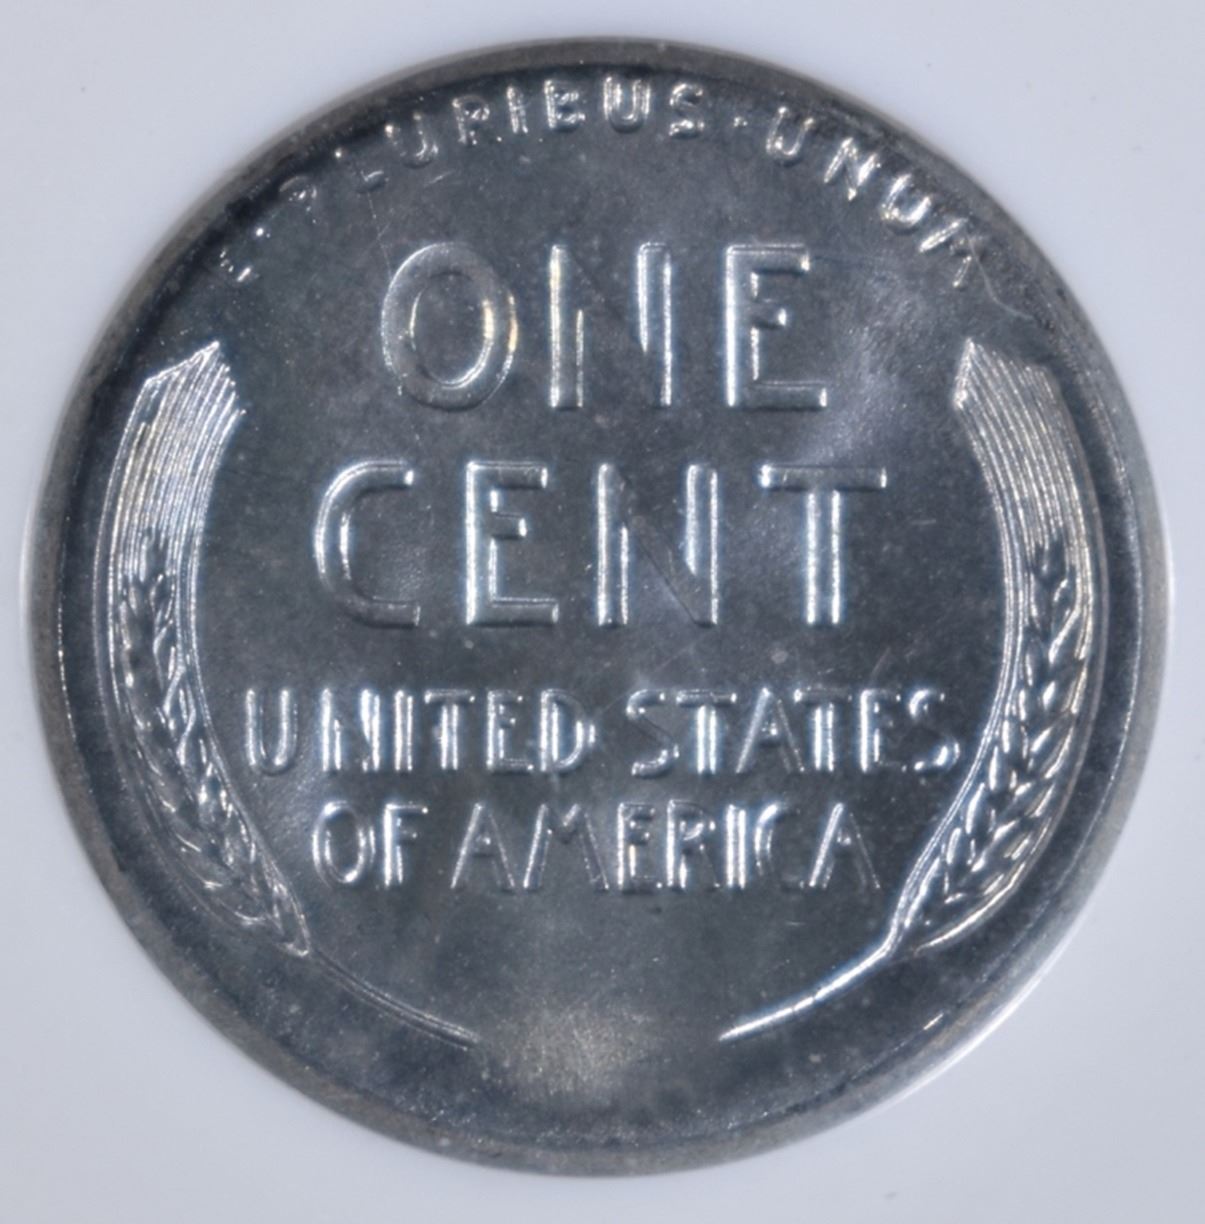 E·PLURIBUS·UNUM
ONE
CENT
UNITED STATES
OF AMERICA